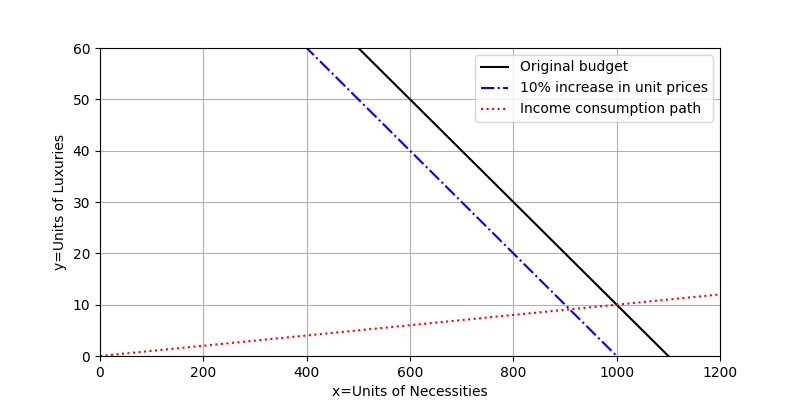 60
50
40
30
20
10
0
y=Units of Luxuries
Original budget
10% increase in unit prices
Income consumption path
0 200 400 600 800 1000 1200
x=Units of Necessities